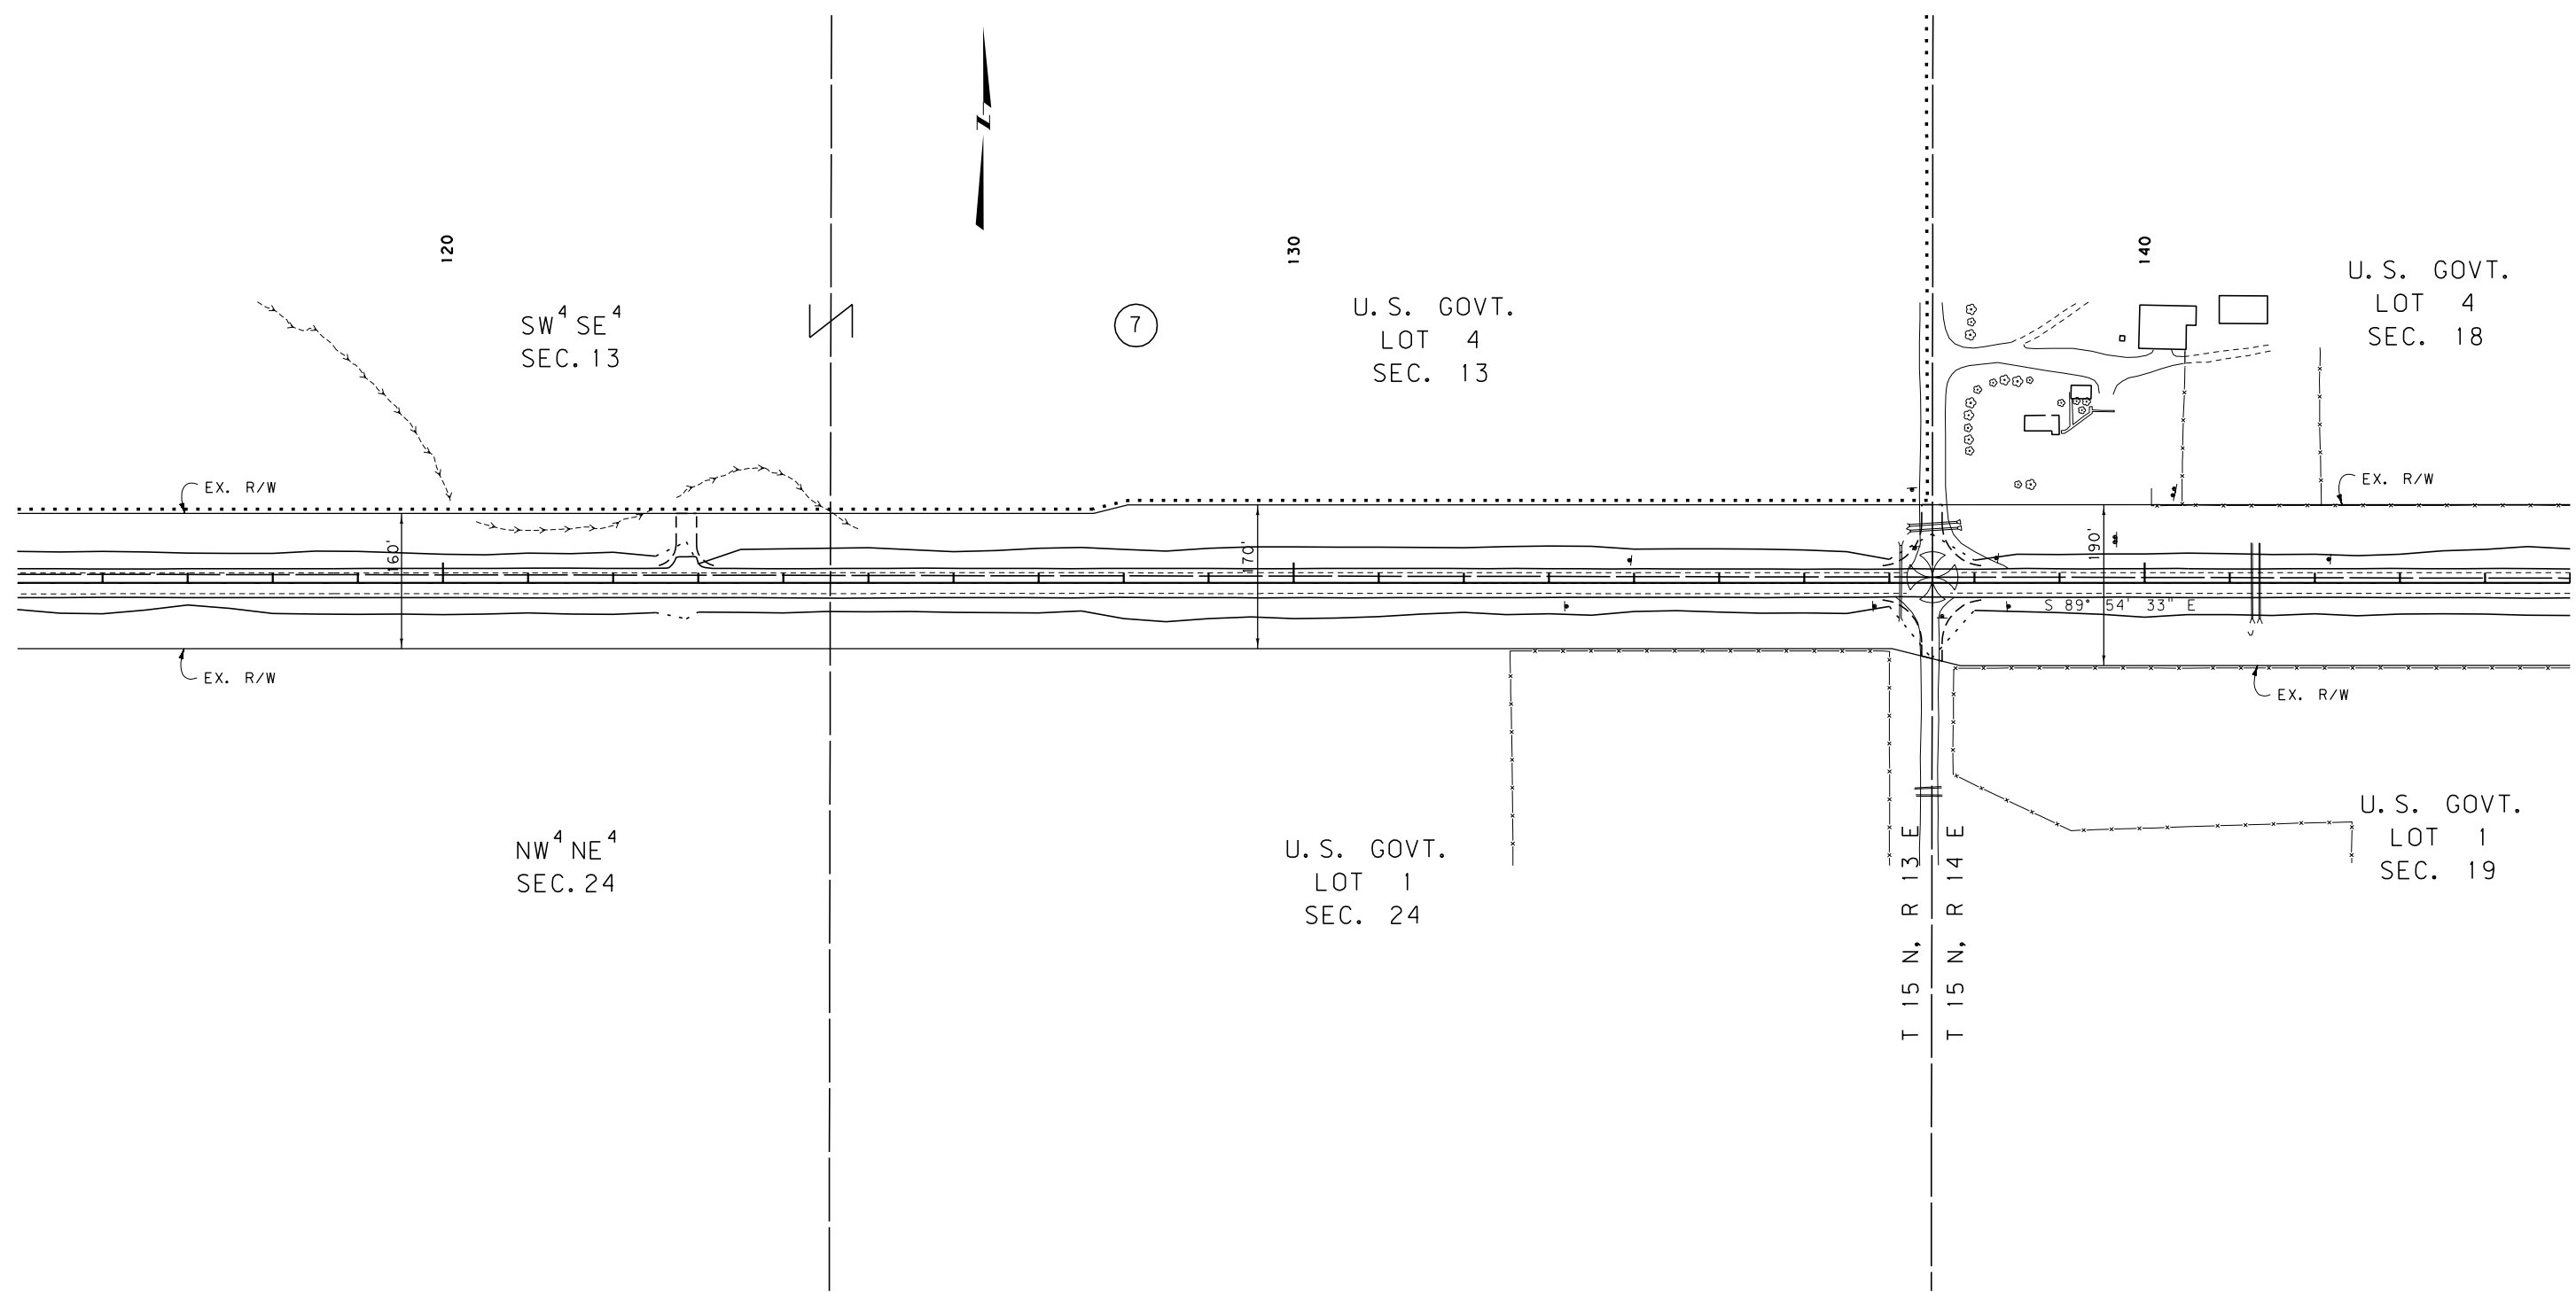 N
120
130
140
U.S. GOVT.
LOT 4
SEC. 18
SW⁴ SE⁴
SEC. 13
7
U.S. GOVT.
LOT 4
SEC. 13
EX. R/W
EX. R/W
160'
170'
190'
S 89° 54' 33" E
EX. R/W
EX. R/W
NW⁴ NE⁴
SEC. 24
U.S. GOVT.
LOT 1
SEC. 24
T 15 N, R 13 E
T 15 N, R 14 E
U.S. GOVT.
LOT 1
SEC. 19